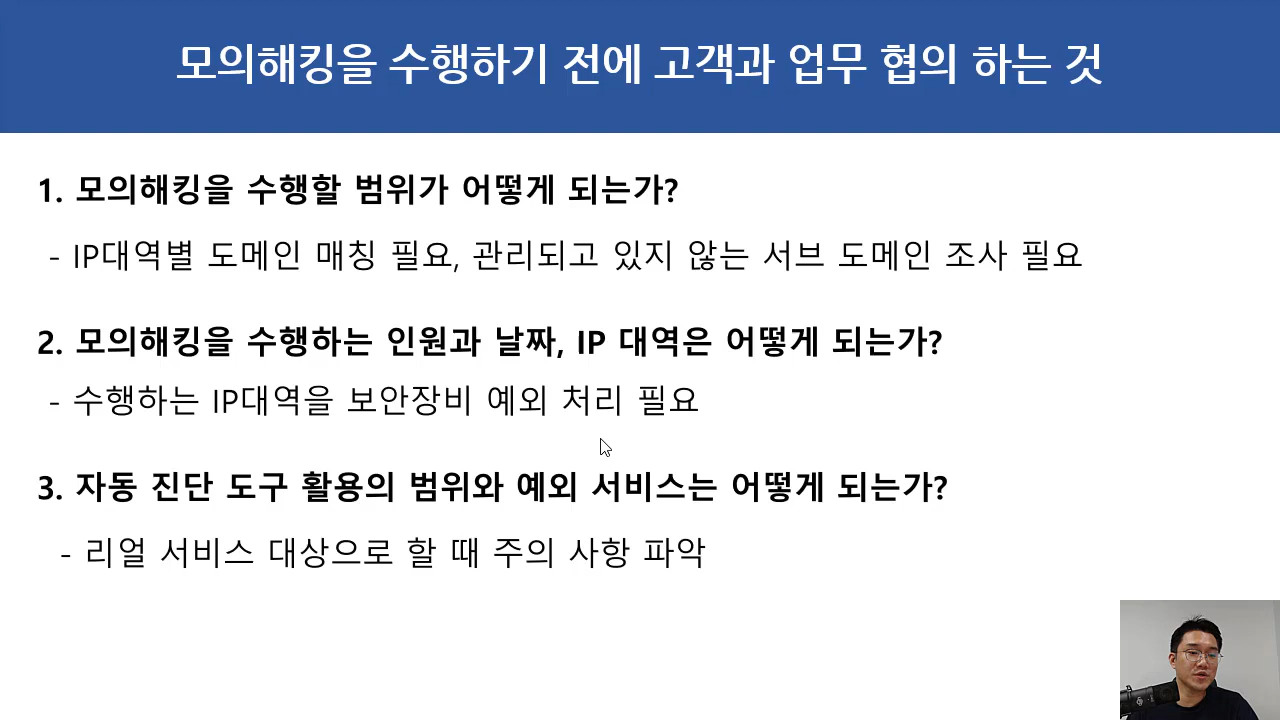 모의해킹을 수행하기 전에 고객과 업무 협의 하는 것
1. 모의해킹을 수행할 범위가 어떻게 되는가?
- IP대역별 도메인 매칭 필요, 관리되고 있지 않는 서브 도메인 조사 필요
2. 모의해킹을 수행하는 인원과 날짜, IP 대역은 어떻게 되는가?
- 수행하는 IP대역을 보안장비 예외 처리 필요
3. 자동 진단 도구 활용의 범위와 예외 서비스는 어떻게 되는가?
- 리얼 서비스 대상으로 할 때 주의 사항 파악